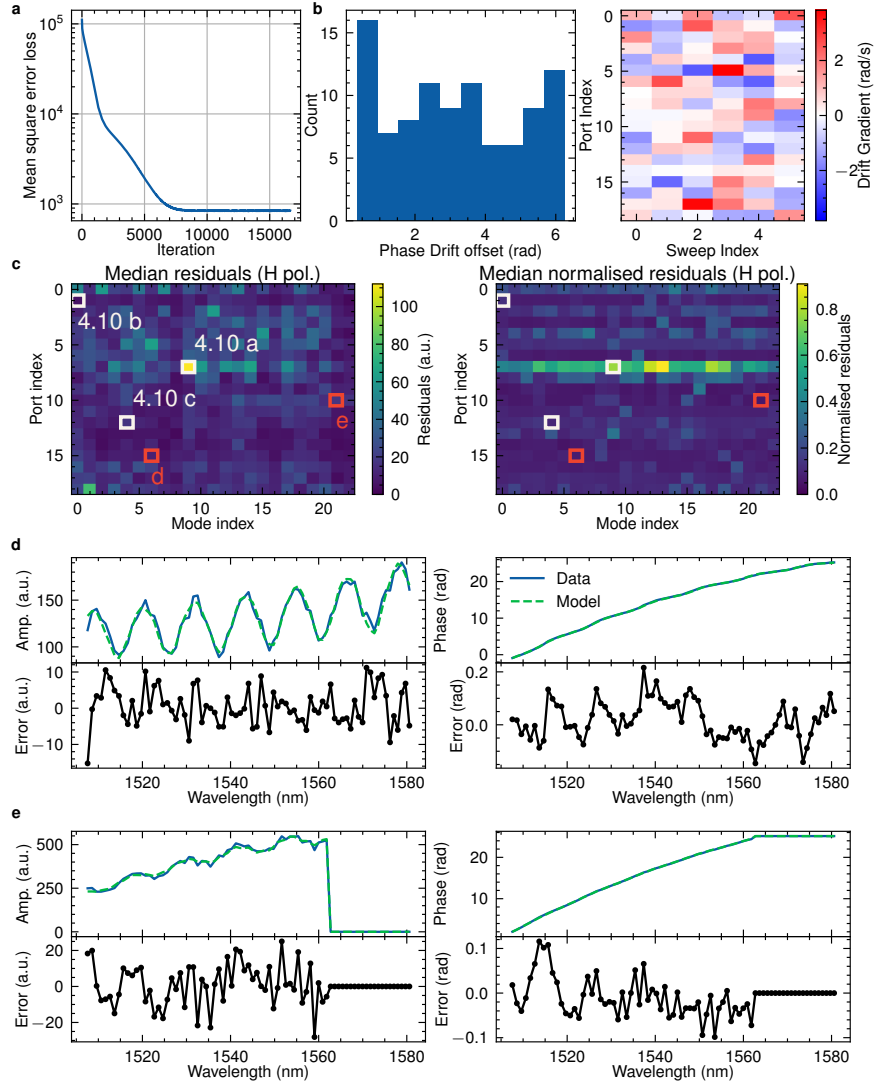 a
10⁵
10⁴
10³
Mean square error loss
0 5000 10000 15000
Iteration
b
15
10
5
0
Count
2 4 6
Phase Drift offset (rad)
0
5
10
15
Port Index
0 2 4
Sweep Index
2
0
−2
Drift Gradient (rad/s)
c
Median residuals (H pol.)
0
5
10
15
Port index
4.10 b
4.10 a
4.10 c
e
d
0 5 10 15 20
Mode index
100
80
60
40
20
0
Residuals (a.u.)
Median normalised residuals (H pol.)
0
5
10
15
Port index
0 5 10 15 20
Mode index
0.8
0.6
0.4
0.2
0.0
Normalised residuals
d
150
100
Amp. (a.u.)
10
0
−10
Error (a.u.)
1520 1540 1560 1580
Wavelength (nm)
20
10
0
Phase (rad)
Data
Model
0.2
0.0
Error (rad)
1520 1540 1560 1580
Wavelength (nm)
e
500
250
0
Amp. (a.u.)
20
0
−20
Error (a.u.)
1520 1540 1560 1580
Wavelength (nm)
20
10
Phase (rad)
0.1
0.0
−0.1
Error (rad)
1520 1540 1560 1580
Wavelength (nm)